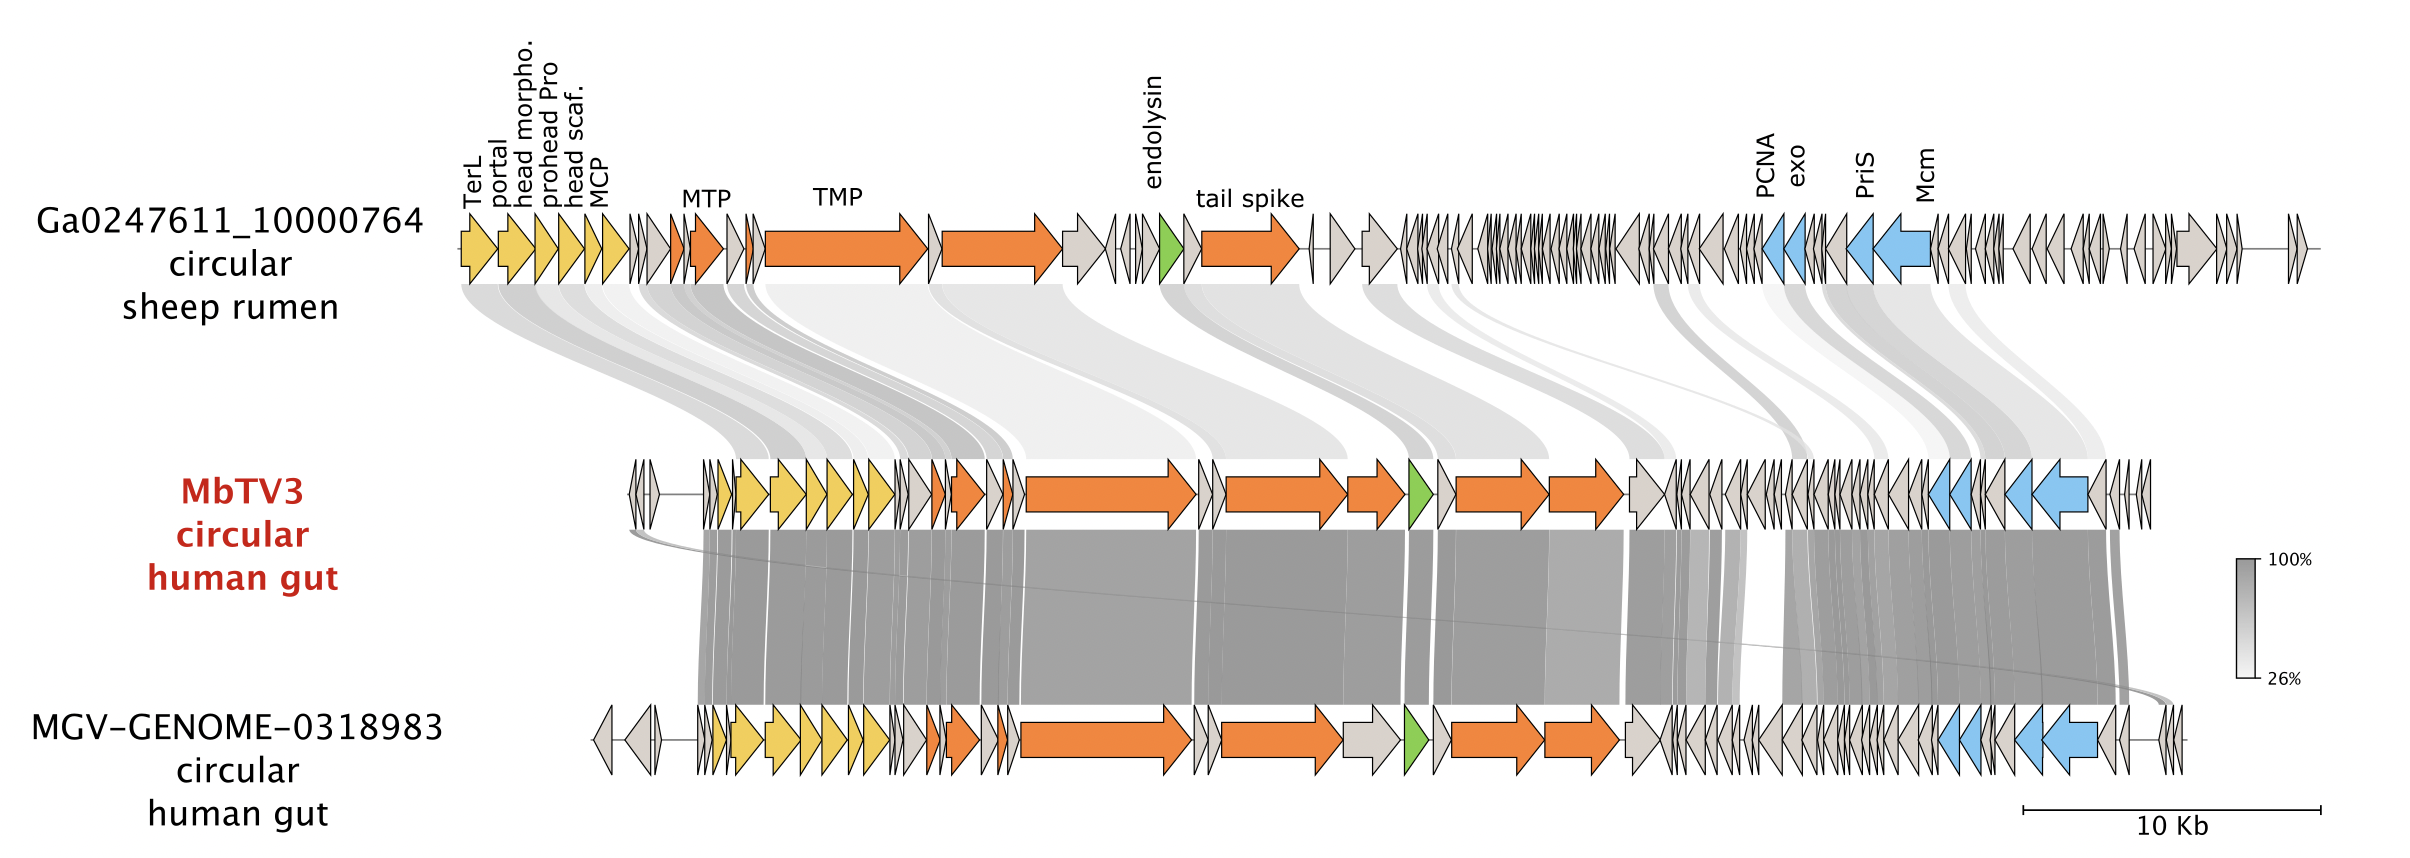 TerL
portal
head morpho.
prohead Pro
head scaf.
MCP
MTP
TMP
endolysin
tail spike
PCNA
exo
PriS
Mcm
Ga0247611_10000764
circular
sheep rumen
MbTV3
circular
human gut
100%
26%
MGV-GENOME-0318983
circular
human gut
10 Kb